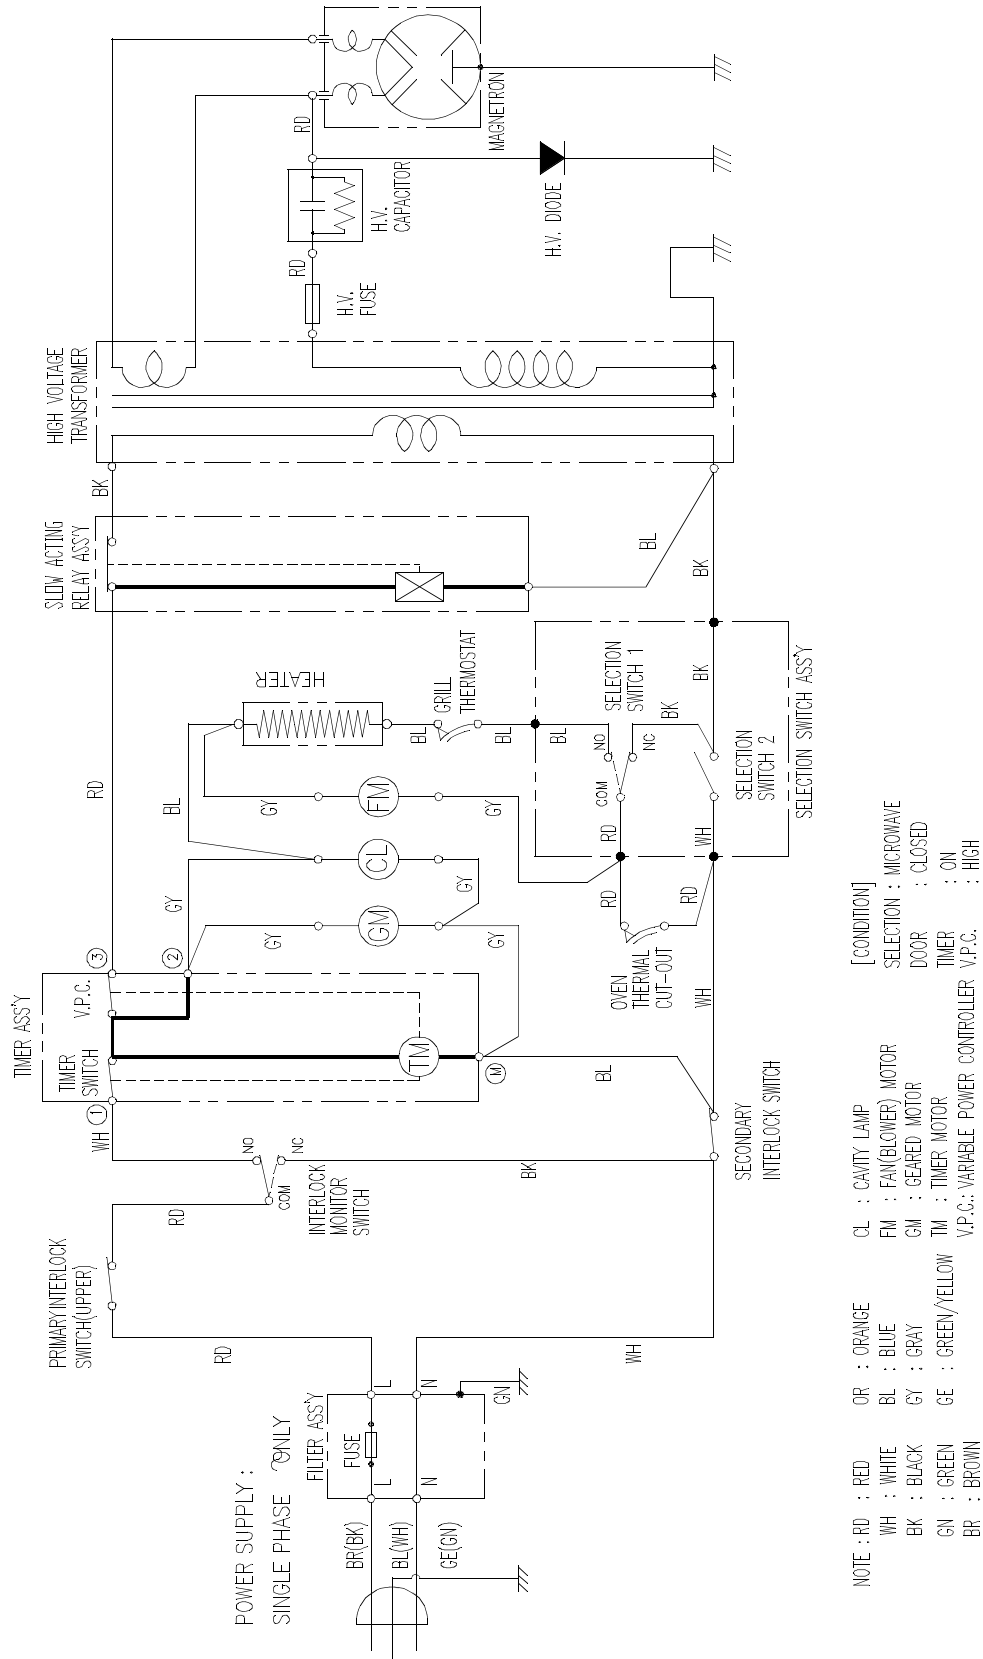 POWER SUPPLY :
SINGLE PHASE ~ ONLY
BR(BK)
BL(WH)
GE(GN)
FILTER ASS'Y
FUSE
L
N
L
N
GN
RD
WH
PRIMARY INTERLOCK
SWITCH(UPPER)
RD
COM
NO
NC
INTERLOCK
MONITOR
SWITCH
BK
WH
SECONDARY
INTERLOCK SWITCH
TIMER ASS'Y
1
TIMER
SWITCH
V.P.C.
3
2
TM
M
BL
WH
GY
GY
GM
GY
GY
CL
GY
BL
RD
GY
FM
GY
HEATER
BL
GRILL
THERMOSTAT
BL
OVEN
THERMAL
CUT-OUT
RD
RD
RD
WH
COM
NO
NC
BL
BK
SELECTION
SWITCH 1
SELECTION
SWITCH 2
BK
SELECTION SWITCH ASS'Y
SLOW ACTING
RELAY ASS'Y
BL
BK
BK
HIGH VOLTAGE
TRANSFORMER
H.V.
FUSE
RD
H.V.
CAPACITOR
RD
H.V. DIODE
MAGNETRON
NOTE : RD : RED
WH : WHITE
BK : BLACK
GN : GREEN
BR : BROWN
OR : ORANGE
BL : BLUE
GY : GRAY
GE : GREEN/YELLOW
CL : CAVITY LAMP
FM : FAN(BLOWER) MOTOR
GM : GEARED MOTOR
TM : TIMER MOTOR
V.P.C.: VARIABLE POWER CONTROLLER
[CONDITION]
SELECTION : MICROWAVE
DOOR : CLOSED
TIMER : ON
V.P.C. : HIGH